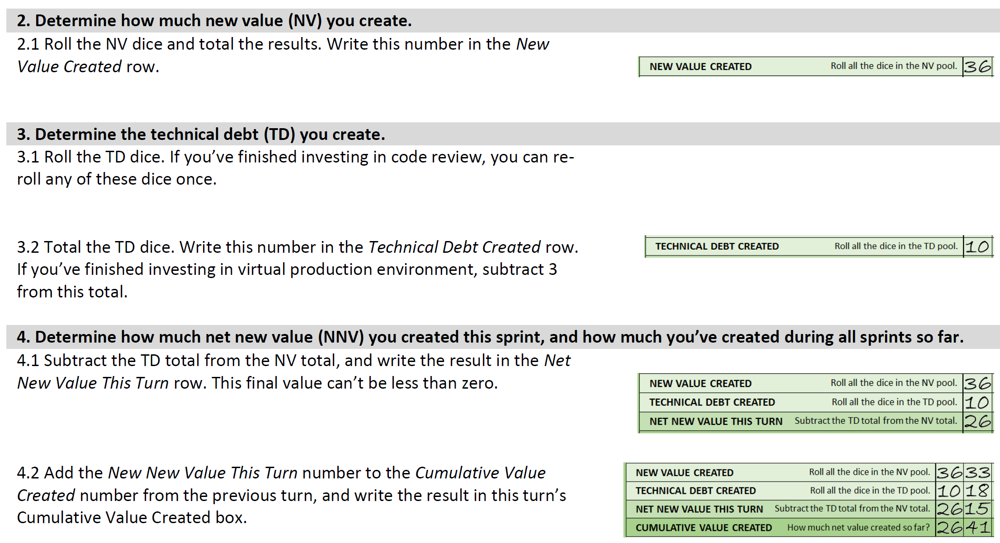 2. Determine how much new value (NV) you create.
2.1 Roll the NV dice and total the results. Write this number in the New
Value Created row.
NEW VALUE CREATED Roll all the dice in the NV pool. 36
3. Determine the technical debt (TD) you create.
3.1 Roll the TD dice. If you’ve finished investing in code review, you can re-
roll any of these dice once.
3.2 Total the TD dice. Write this number in the Technical Debt Created row.
If you’ve finished investing in virtual production environment, subtract 3
from this total.
TECHNICAL DEBT CREATED Roll all the dice in the TD pool. 10
4. Determine how much net new value (NNV) you created this sprint, and how much you’ve created during all sprints so far.
4.1 Subtract the TD total from the NV total, and write the result in the Net
New Value This Turn row. This final value can’t be less than zero.
NEW VALUE CREATED Roll all the dice in the NV pool. 36
TECHNICAL DEBT CREATED Roll all the dice in the TD pool. 10
NET NEW VALUE THIS TURN Subtract the TD total from the NV total. 26
4.2 Add the New New Value This Turn number to the Cumulative Value
Created number from the previous turn, and write the result in this turn’s
Cumulative Value Created box.
NEW VALUE CREATED Roll all the dice in the NV pool. 36 33
TECHNICAL DEBT CREATED Roll all the dice in the TD pool. 10 18
NET NEW VALUE THIS TURN Subtract the TD total from the NV total. 26 15
CUMULATIVE VALUE CREATED How much net value created so far? 26 41